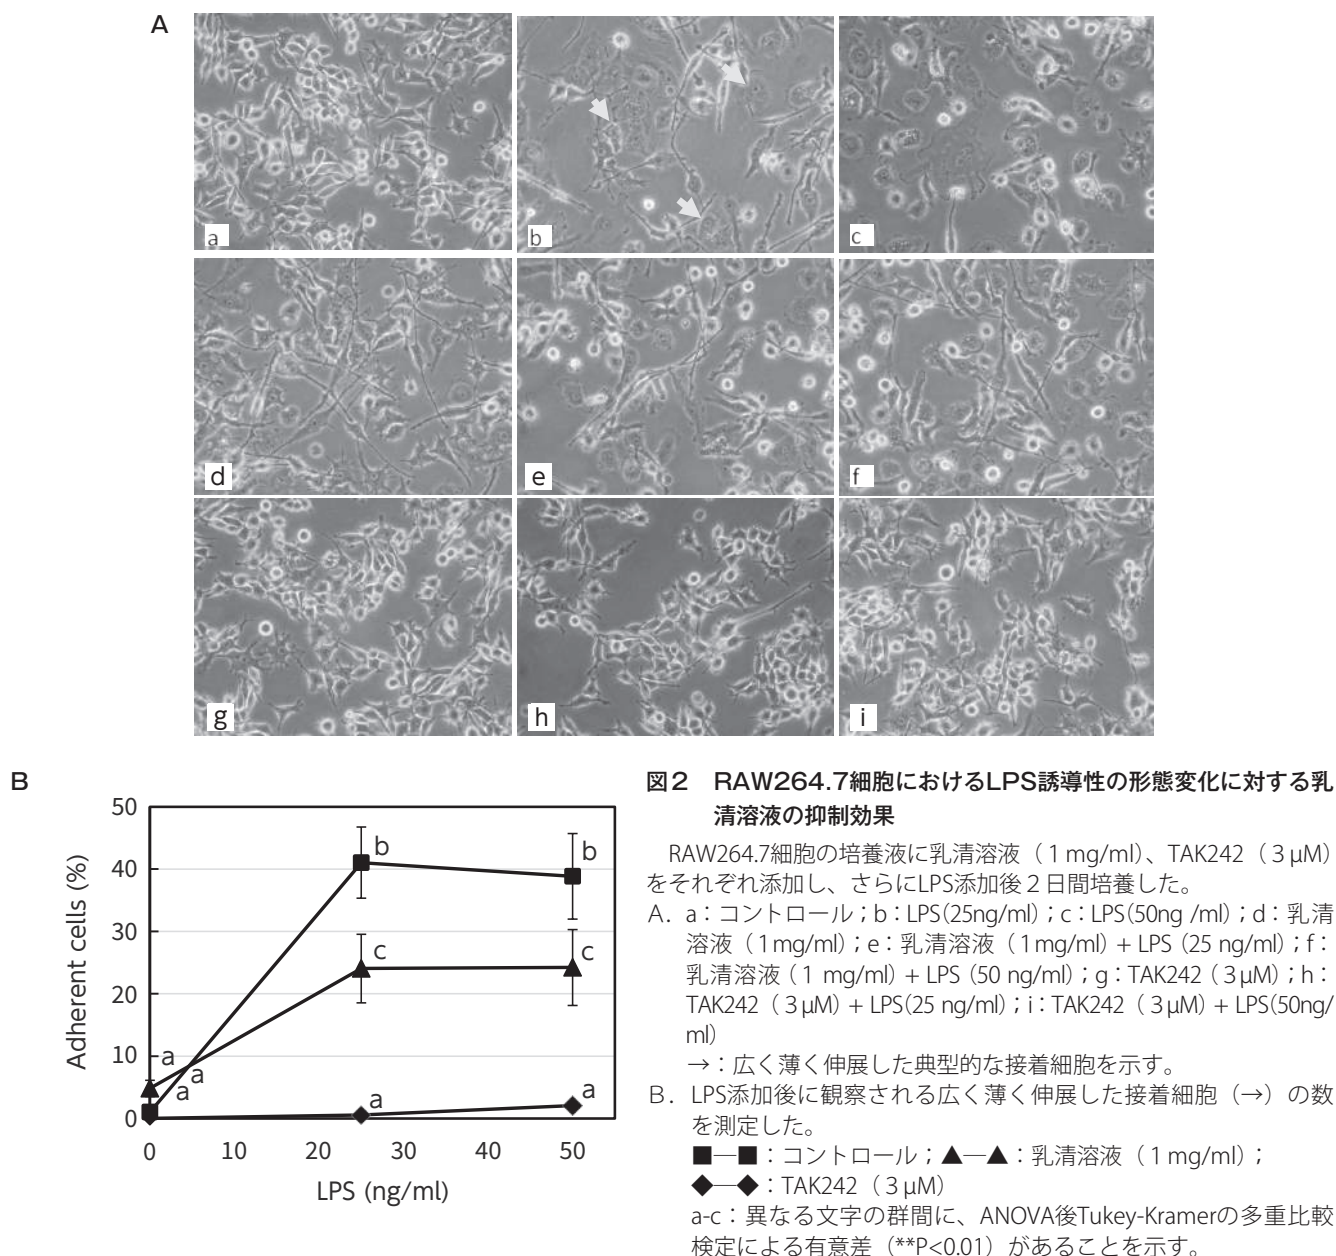 A
a
b
c
d
e
f
g
h
i
B
50
40
30
20
10
0
Adherent cells (%)
a
a
a
b
b
c
c
a
a
0 10 20 30 40 50
LPS (ng/ml)
図2 RAW264.7細胞におけるLPS誘導性の形態変化に対する乳
清溶液の抑制効果
RAW264.7細胞の培養液に乳清溶液(1 mg/ml)、TAK242(3 μM)
をそれぞれ添加し、さらにLPS添加後2日間培養した。
A. a:コントロール;b:LPS(25ng/ml);c:LPS(50ng /ml);d:乳清
溶液(1mg/ml);e:乳清溶液(1mg/ml) + LPS (25 ng/ml);f:
乳清溶液(1 mg/ml) + LPS (50 ng/ml);g:TAK242(3μM);h:
TAK242(3μM) + LPS(25 ng/ml);i:TAK242(3μM) + LPS(50ng/
ml)
→:広く薄く伸展した典型的な接着細胞を示す。
B. LPS添加後に観察される広く薄く伸展した接着細胞(→)の数
を測定した。
■─■:コントロール;▲─▲:乳清溶液(1 mg/ml);
◆─◆:TAK242(3 μM)
a-c:異なる文字の群間に、ANOVA後Tukey-Kramerの多重比較
検定による有意差(**P<0.01)があることを示す。